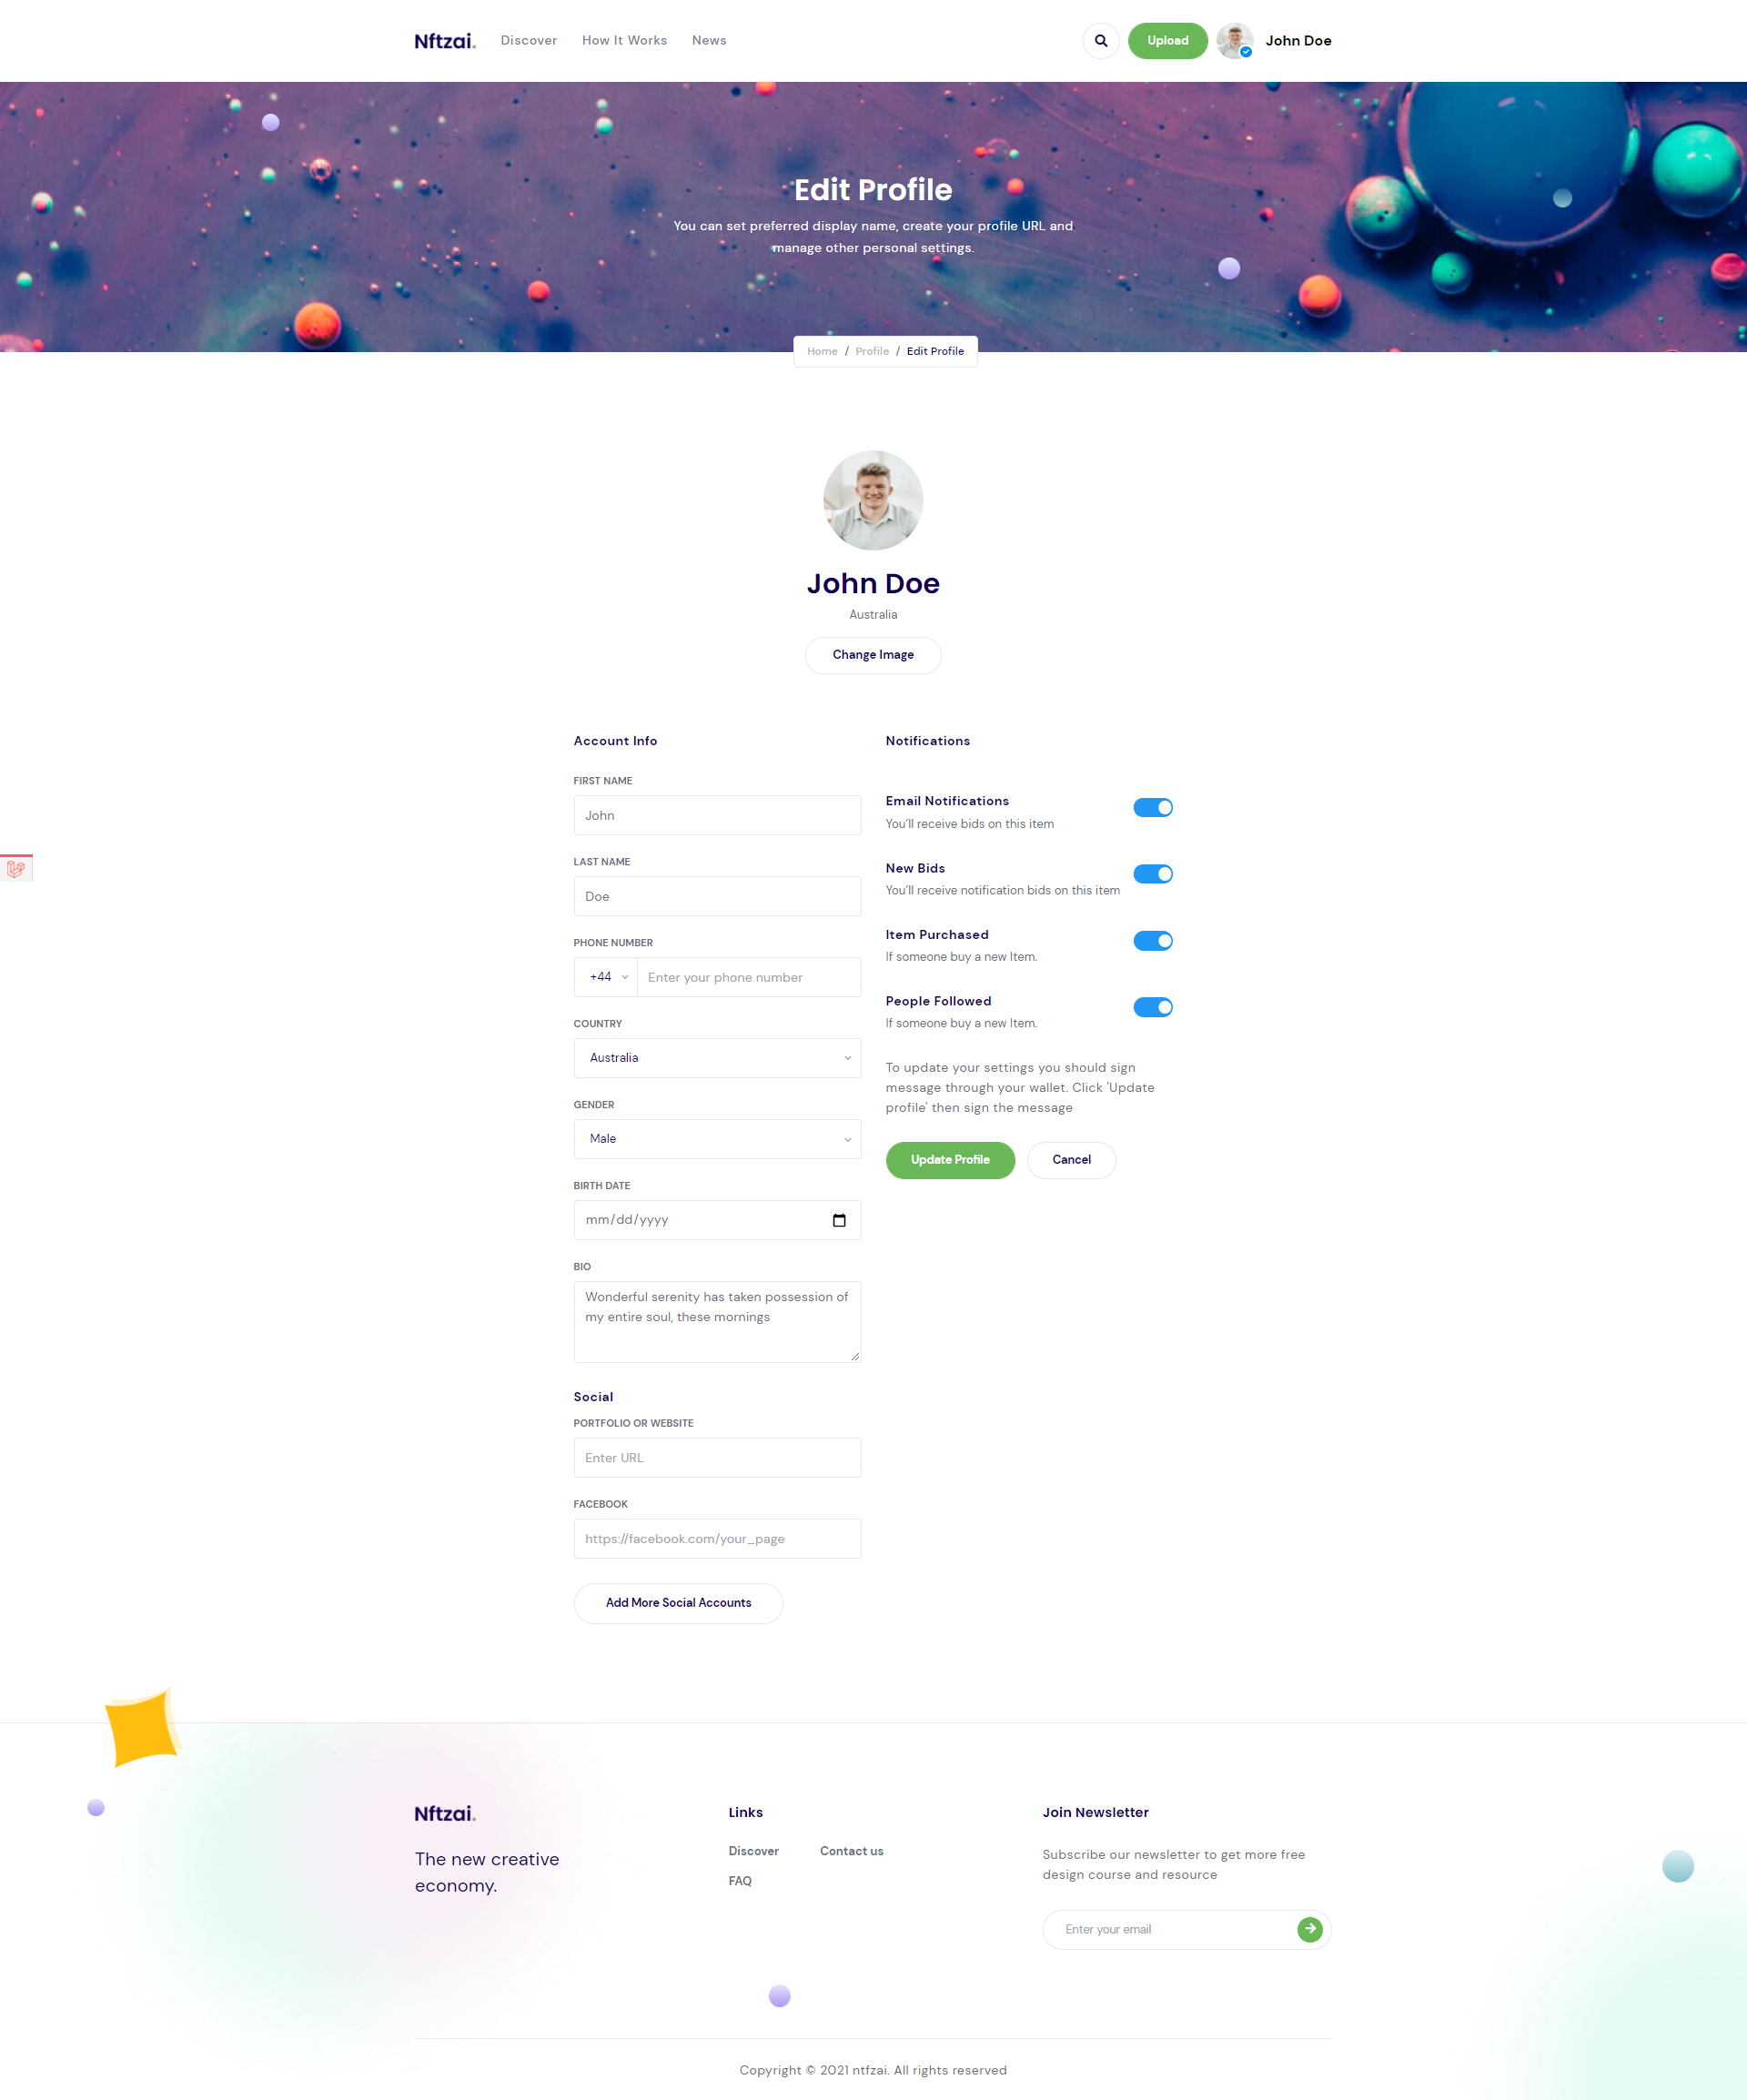 Nftzai.
Discover
How It Works
News
Upload
John Doe
Edit Profile
You can set preferred display name, create your profile URL and
manage other personal settings.
Home / Profile / Edit Profile
John Doe
Australia
Change Image
Account Info
FIRST NAME
John
LAST NAME
Doe
PHONE NUMBER
+44
Enter your phone number
COUNTRY
Australia
GENDER
Male
BIRTH DATE
mm/dd/yyyy
BIO
Wonderful serenity has taken possession of
my entire soul, these mornings
Social
PORTFOLIO OR WEBSITE
Enter URL
FACEBOOK
https://facebook.com/your_page
Add More Social Accounts
Notifications
Email Notifications
You'll receive bids on this item
New Bids
You'll receive notification bids on this item
Item Purchased
If someone buy a new Item.
People Followed
If someone buy a new Item.
To update your settings you should sign
message through your wallet. Click 'Update
profile' then sign the message
Update Profile
Cancel
Nftzai.
The new creative
economy.
Links
Discover
Contact us
FAQ
Join Newsletter
Subscribe our newsletter to get more free
design course and resource
Enter your email
Copyright © 2021 ntfzai. All rights reserved